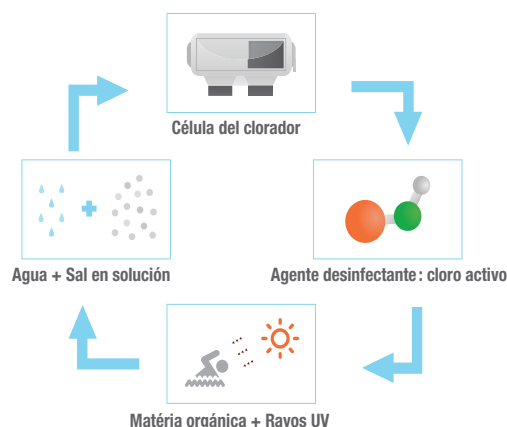 Célula del clorador
Agua + Sal en solución
Agente desinfectante: cloro activo
Matéria orgánica + Rayos UV